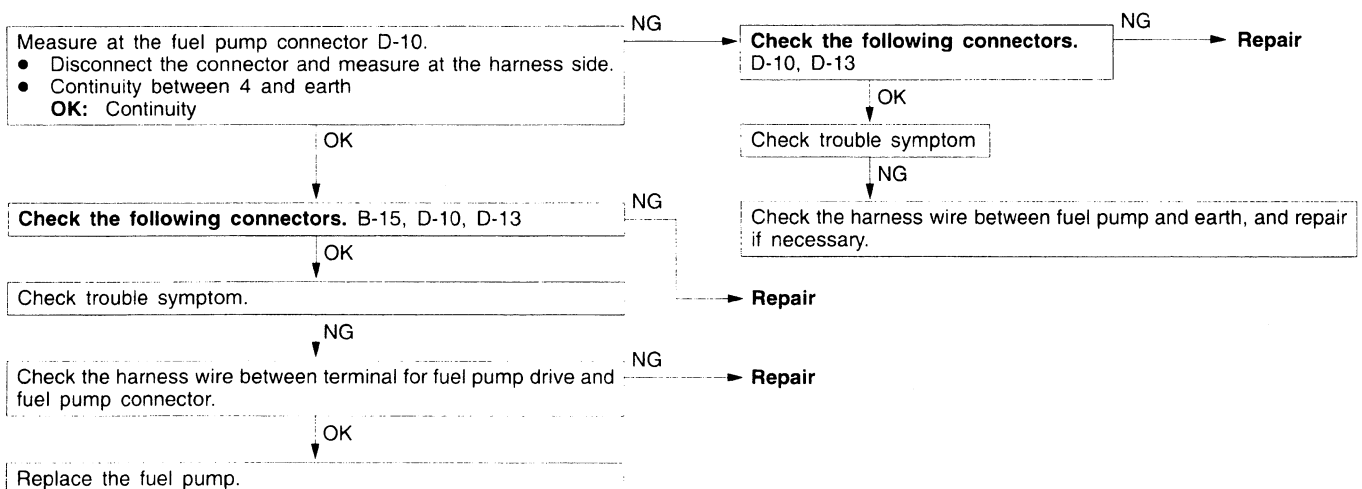 Measure at the fuel pump connector D-10.
● Disconnect the connector and measure at the harness side.
● Continuity between 4 and earth
OK: Continuity
NG
Check the following connectors.
D-10, D-13
NG
Repair
OK
Check trouble symptom
NG
Check the harness wire between fuel pump and earth, and repair
if necessary.
OK
Check the following connectors. B-15, D-10, D-13
NG
Repair
OK
Check trouble symptom.
NG
Check the harness wire between terminal for fuel pump drive and
fuel pump connector.
NG
Repair
OK
Replace the fuel pump.